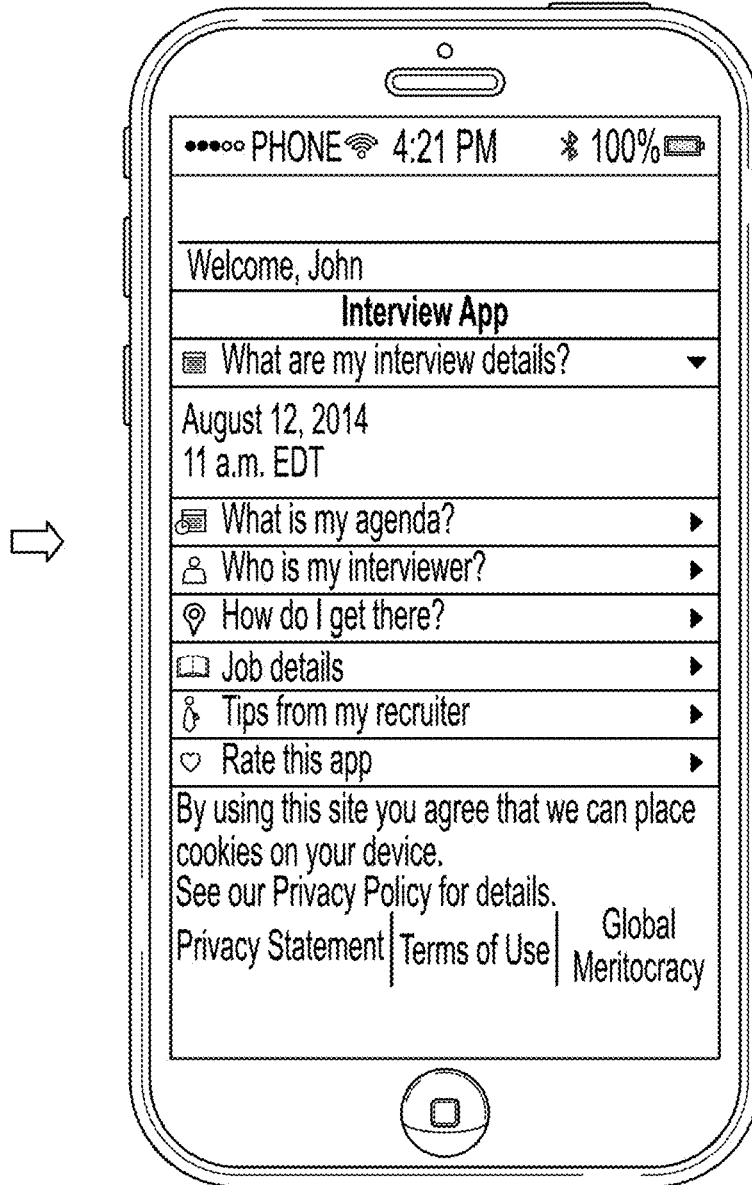 PHONE 4:21 PM 100%
Welcome, John
Interview App
What are my interview details?
August 12, 2014
11 a.m. EDT
What is my agenda?
Who is my interviewer?
How do I get there?
Job details
Tips from my recruiter
Rate this app
By using this site you agree that we can place
cookies on your device.
See our Privacy Policy for details.
Privacy Statement Terms of Use Global
Meritocracy